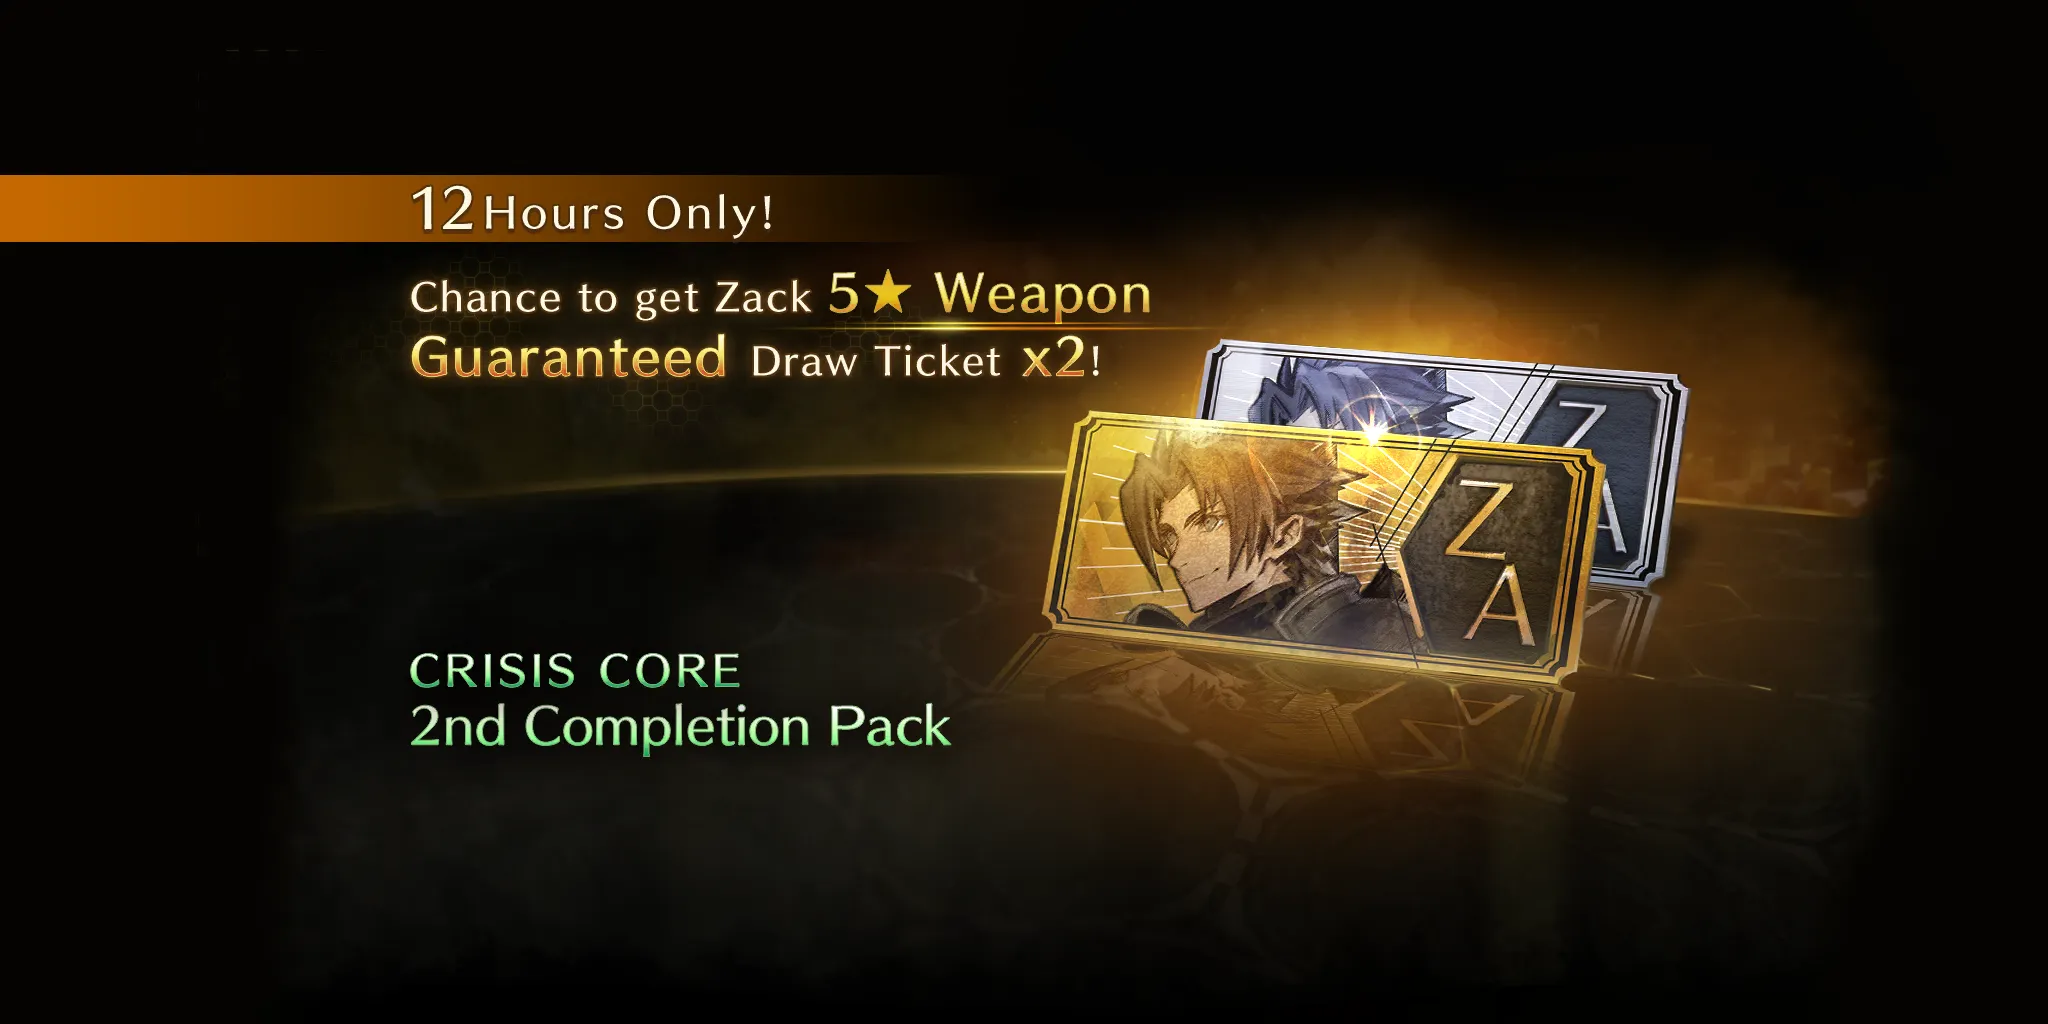 12 Hours Only!
Chance to get Zack 5★ Weapon
Guaranteed Draw Ticket x2!
Z
A
Z
A
CRISIS CORE
2nd Completion Pack